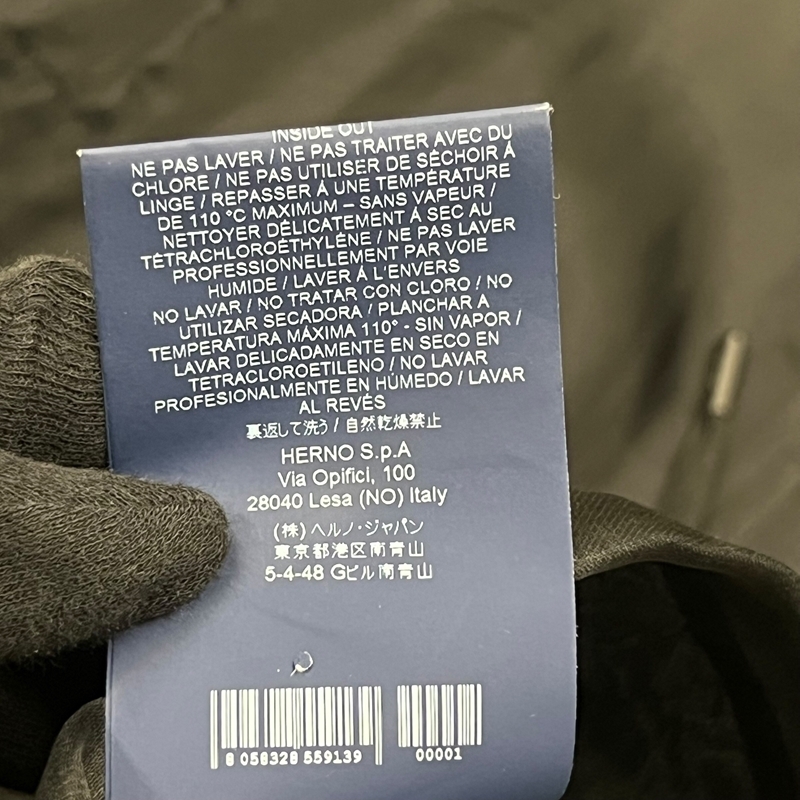 INSIDE OUT
NE PAS LAVER / NE PAS TRAITER AVEC DU
CHLORE / NE PAS UTILISER DE SÉCHOIR À
LINGE / REPASSER À UNE TEMPÉRATURE
DE 110 °C MAXIMUM – SANS VAPEUR /
NETTOYER DÉLICATEMENT À SEC AU
TÉTRACHLOROÉTHYLÈNE / NE PAS LAVER
PROFESSIONNELLEMENT PAR VOIE
HUMIDE / LAVER À L'ENVERS
NO LAVAR / NO TRATAR CON CLORO / NO
UTILIZAR SECADORA / PLANCHAR A
TEMPERATURA MÁXIMA 110° - SIN VAPOR /
LAVAR DELICADAMENTE EN SECO EN
TETRACLOROETILENO / NO LAVAR
PROFESIONALMENTE EN HÚMEDO / LAVAR
AL REVÉS
裏返して洗う / 自然乾燥禁止
HERNO S.p.A
Via Opifici, 100
28040 Lesa (NO) Italy
(株) ヘルノ・ジャパン
東京都港区南青山
5-4-48 Gビル南青山
8 058328 559139 00001